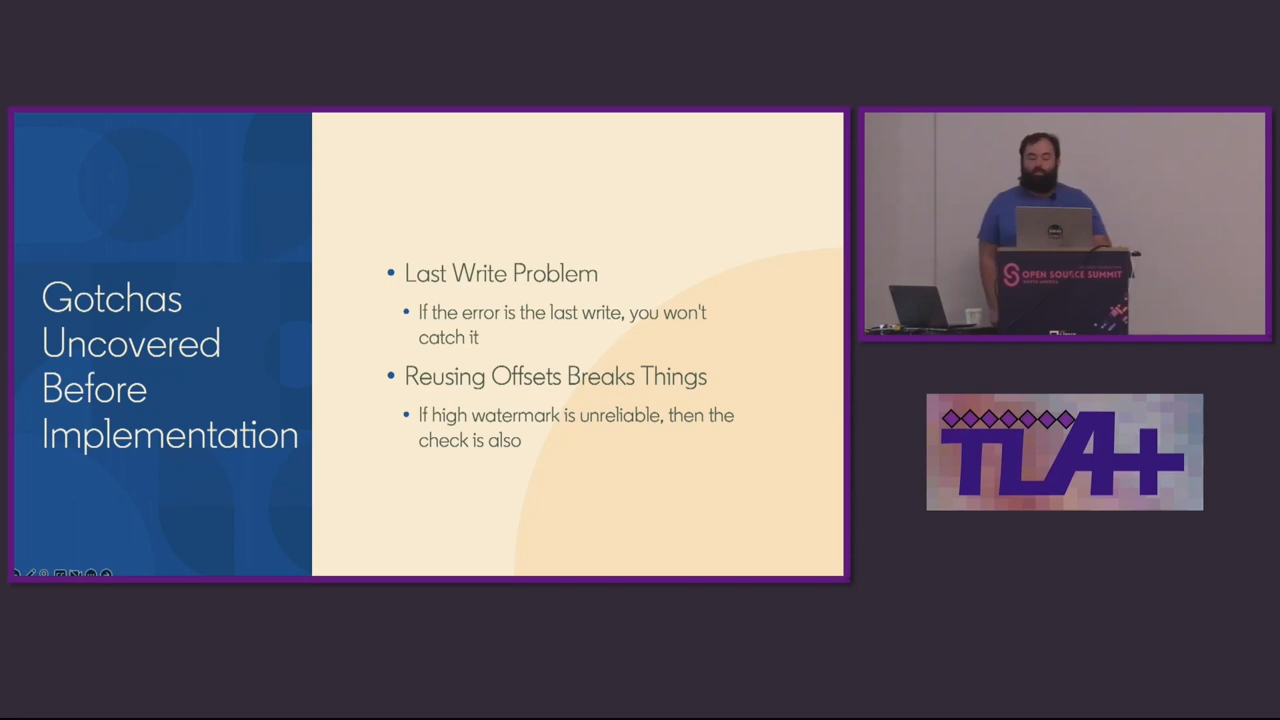 Gotchas
Uncovered
Before
Implementation
• Last Write Problem
• If the error is the last write, you won't
catch it
• Reusing Offsets Breaks Things
• If high watermark is unreliable, then the
check is also
OPEN SOURCE SUMMIT
TLA+